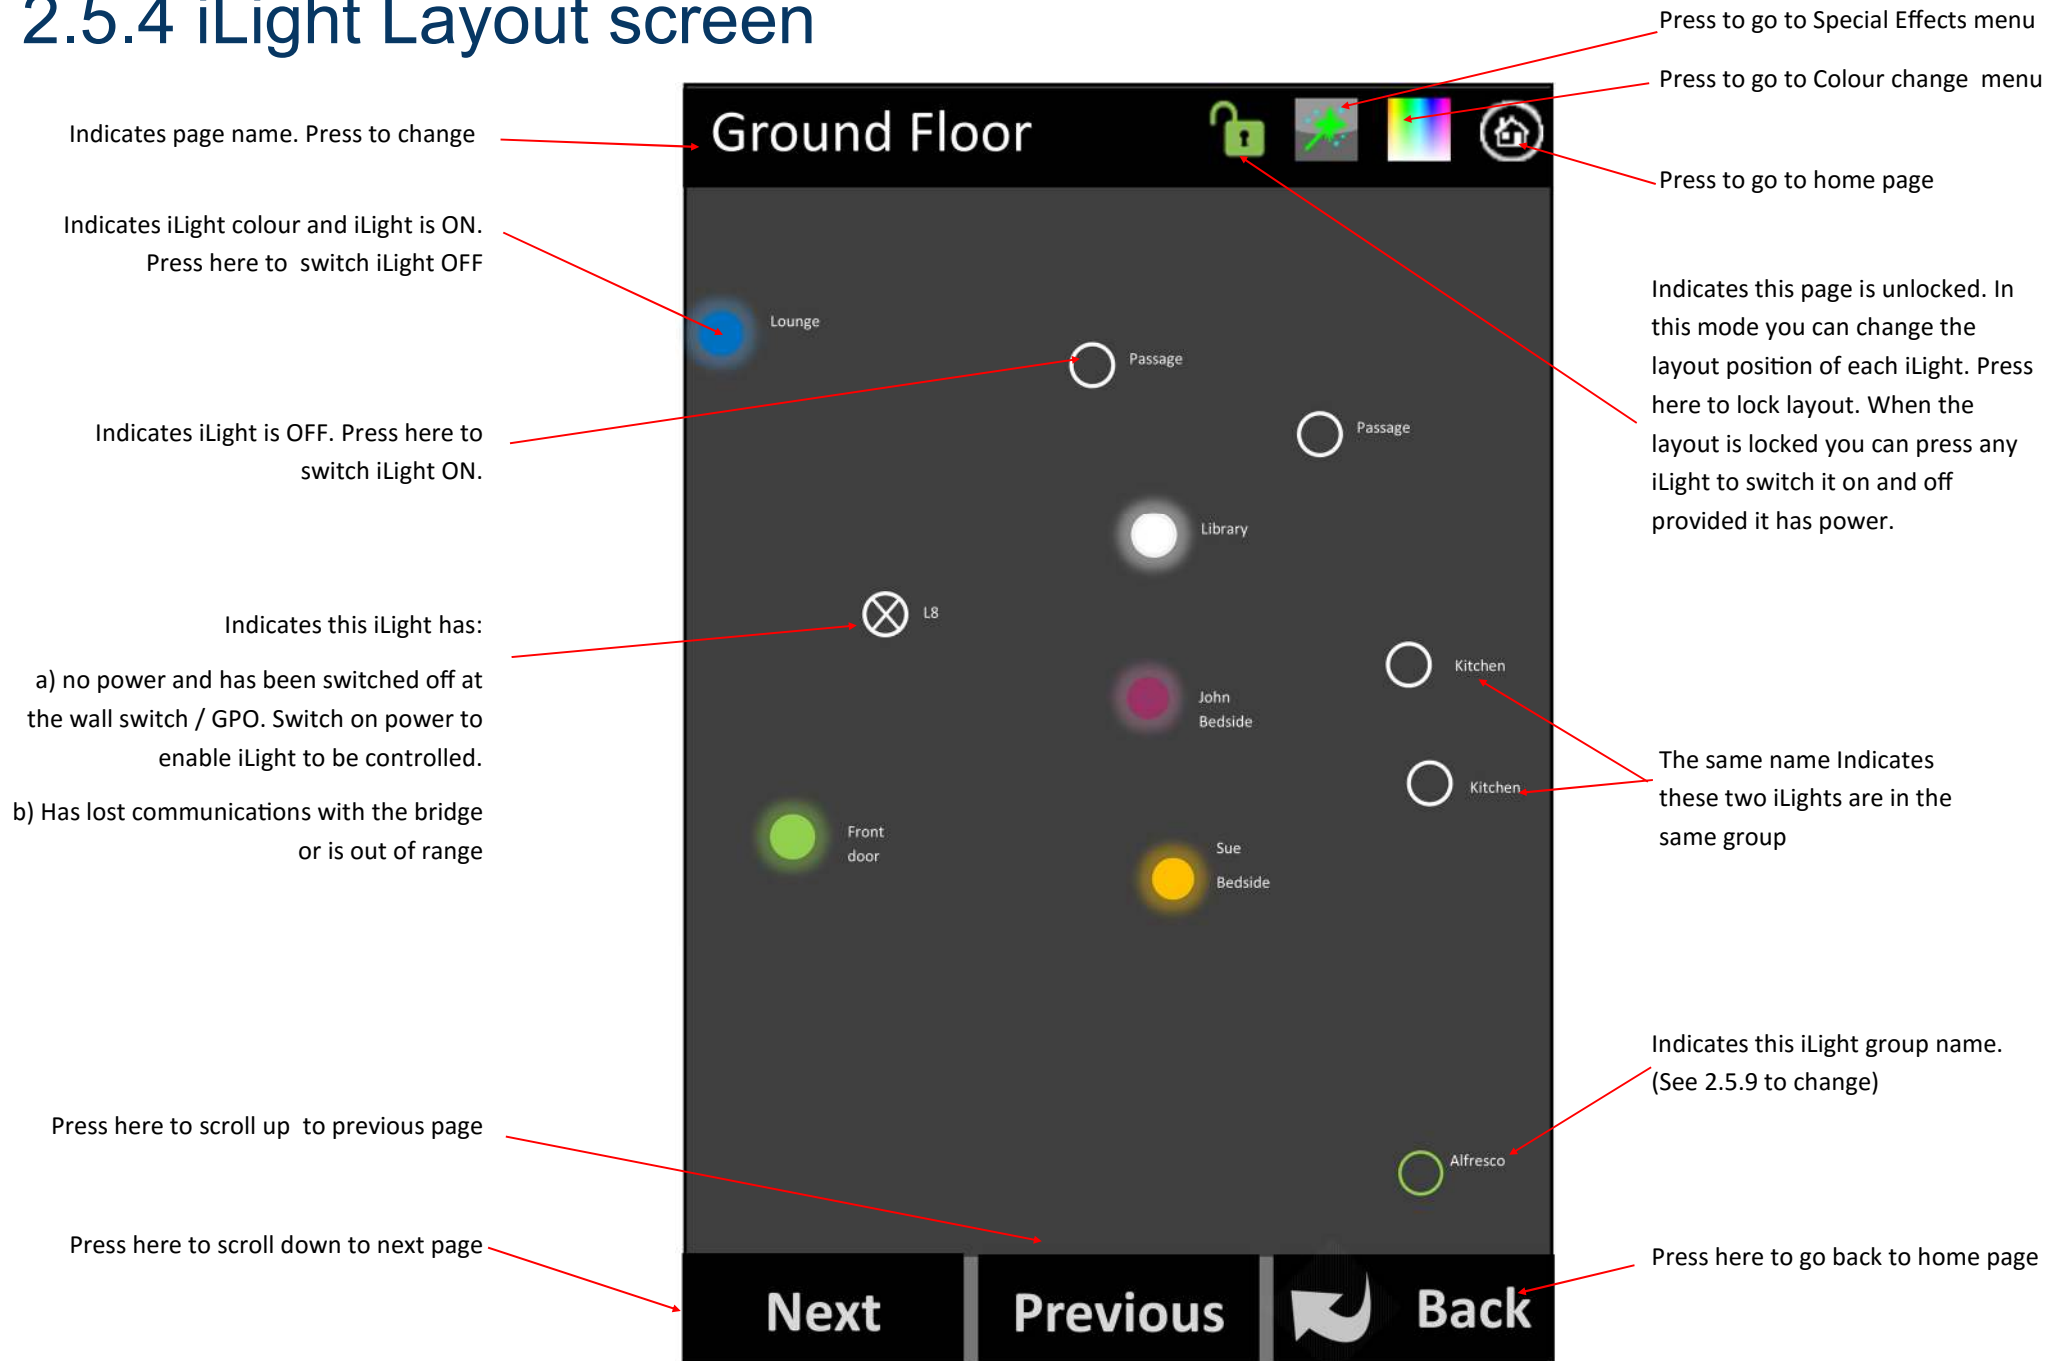 2.5.4 iLight Layout screen
Press to go to Special Effects menu
Press to go to Colour change  menu
Ground Floor
Indicates page name. Press to change
Press to go to home page
Indicates iLight colour and iLight is ON.
Press here to  switch iLight OFF
Indicates this page is unlocked. In
this mode you can change the
layout position of each iLight. Press
here to lock layout. When the
layout is locked you can press any
iLight to switch it on and off
provided it has power.
Lounge
Passage
Indicates iLight is OFF. Press here to
switch iLight ON.
Passage
Library
Indicates this iLight has:
a) no power and has been switched off at
the wall switch / GPO. Switch on power to
enable iLight to be controlled.
b) Has lost communications with the bridge
or is out of range
L8
Kitchen
John
Bedside
Kitchen
The same name Indicates
these two iLights are in the
same group
Front
door
Sue
Bedside
Indicates this iLight group name.
(See 2.5.9 to change)
Press here to scroll up  to previous page
Alfresco
Press here to scroll down to next page
Press here to go back to home page
Next
Previous
Back